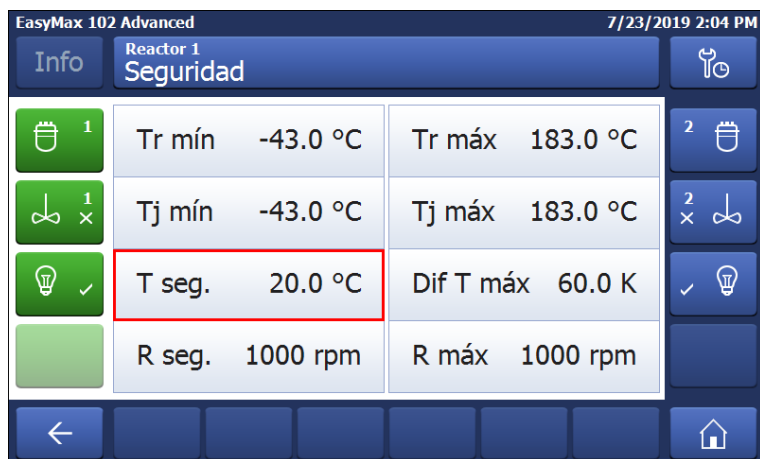 EasyMax 102 Advanced 7/23/2019 2:04 PM
Info
Reactor 1
Seguridad
1 Tr mín -43.0 °C Tr máx 183.0 °C 2
1 Tj mín -43.0 °C Tj máx 183.0 °C 2
T seg. 20.0 °C Dif T máx 60.0 K
R seg. 1000 rpm R máx 1000 rpm